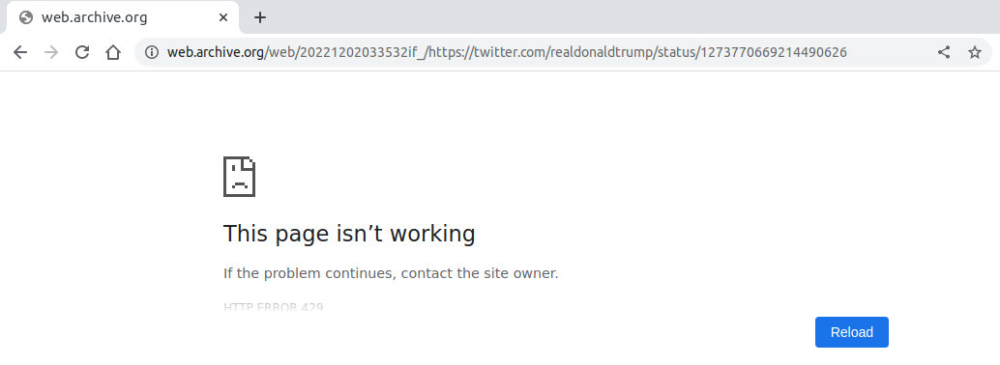 web.archive.org
web.archive.org/web/20221202033532if_/https://twitter.com/realdonaldtrump/status/1273770669214490626
This page isn’t working
If the problem continues, contact the site owner.
HTTP ERROR 429
Reload